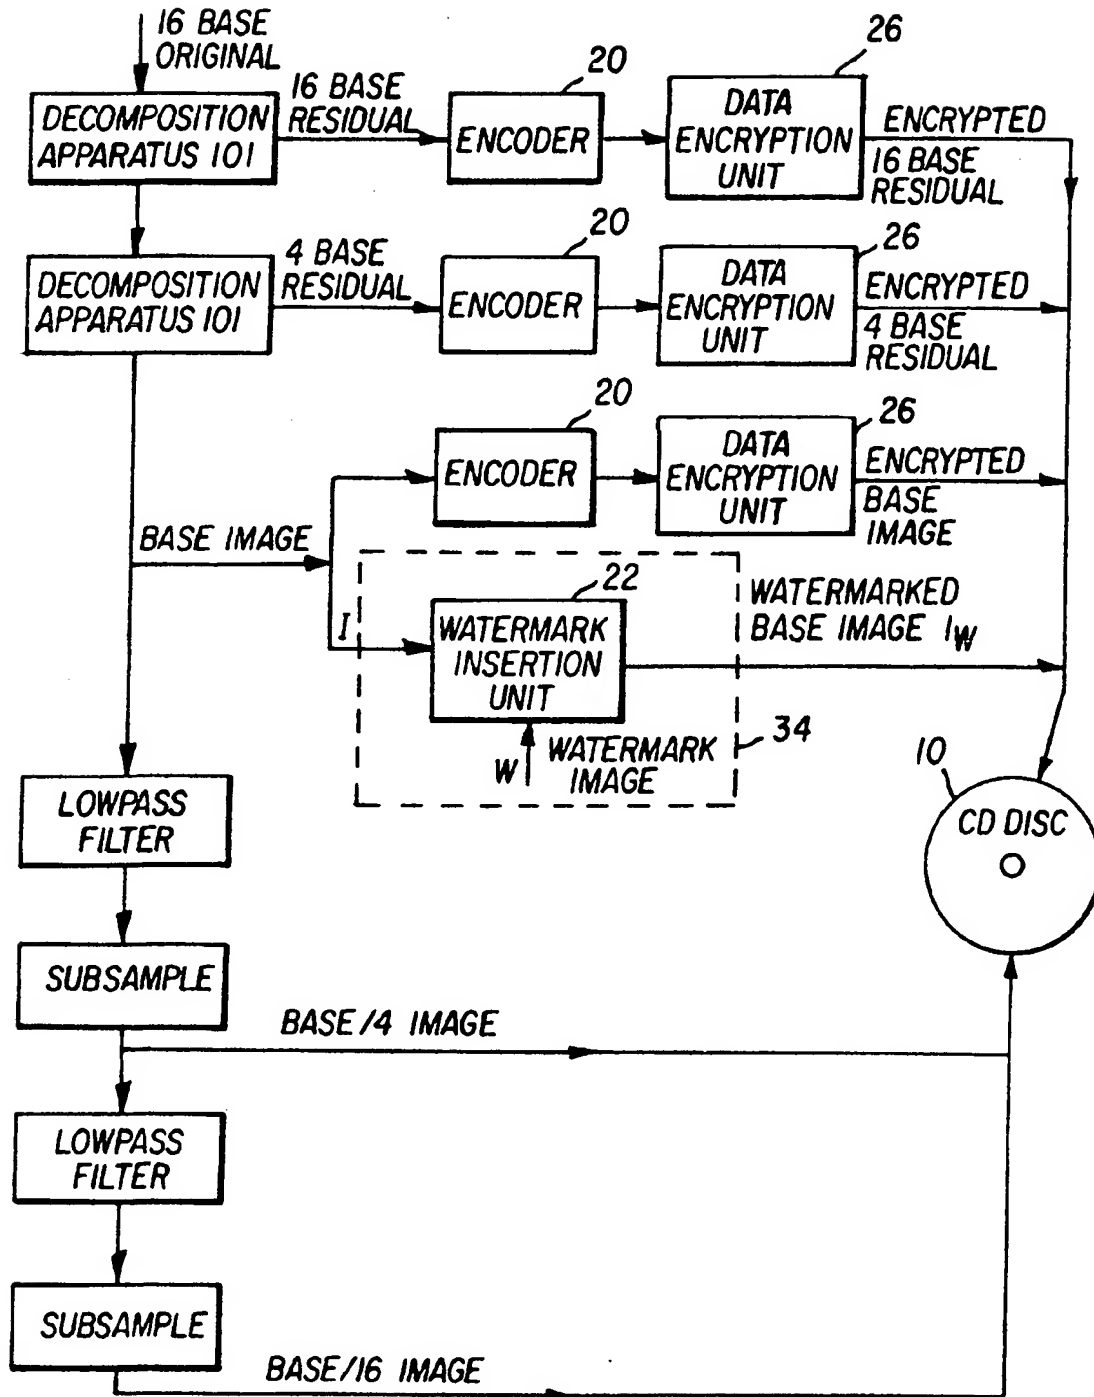 16 BASE
ORIGINAL
DECOMPOSITION
APPARATUS 101
16 BASE
RESIDUAL
20
ENCODER
26
DATA
ENCRYPTION
UNIT
ENCRYPTED
16 BASE
RESIDUAL
DECOMPOSITION
APPARATUS 101
4 BASE
RESIDUAL
20
ENCODER
26
DATA
ENCRYPTION
UNIT
ENCRYPTED
4 BASE
RESIDUAL
20
ENCODER
26
DATA
ENCRYPTION
UNIT
ENCRYPTED
BASE
IMAGE
BASE IMAGE
I
22
WATERMARK
INSERTION
UNIT
WATERMARKED
BASE IMAGE IW
W
WATERMARK
IMAGE
34
10
CD DISC
LOWPASS
FILTER
SUBSAMPLE
BASE/4 IMAGE
LOWPASS
FILTER
SUBSAMPLE
BASE/16 IMAGE